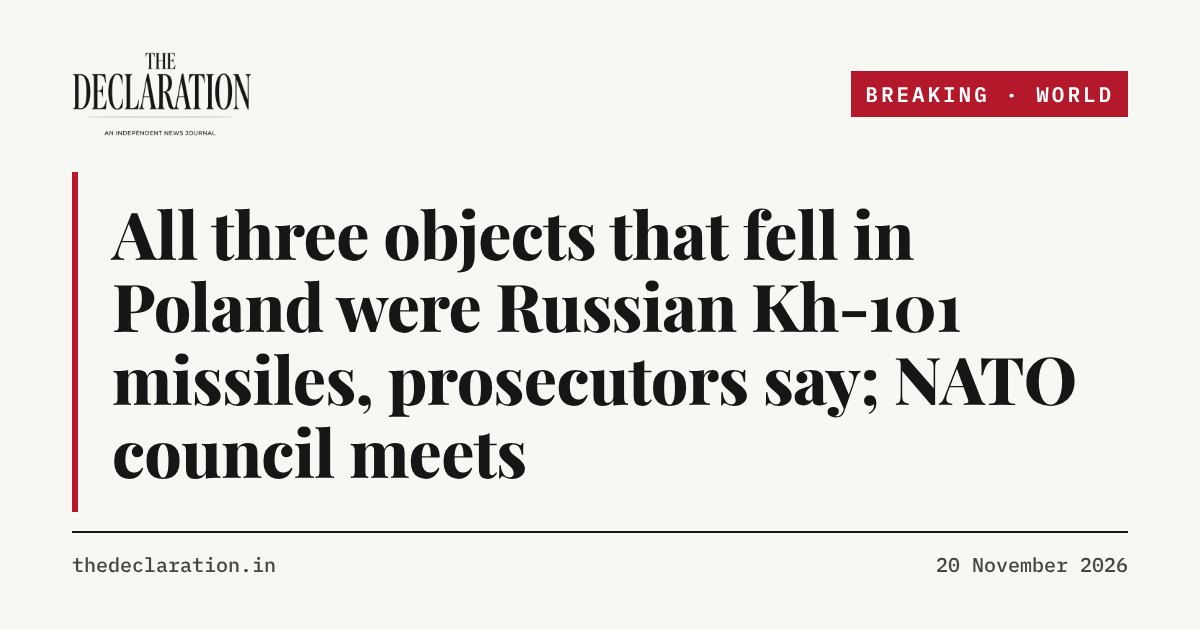 THE
DECLARATION
AN INDEPENDENT NEWS JOURNAL
BREAKING · WORLD
All three objects that fell in
Poland were Russian Kh-101
missiles, prosecutors say; NATO
council meets
thedeclaration.in
20 November 2026